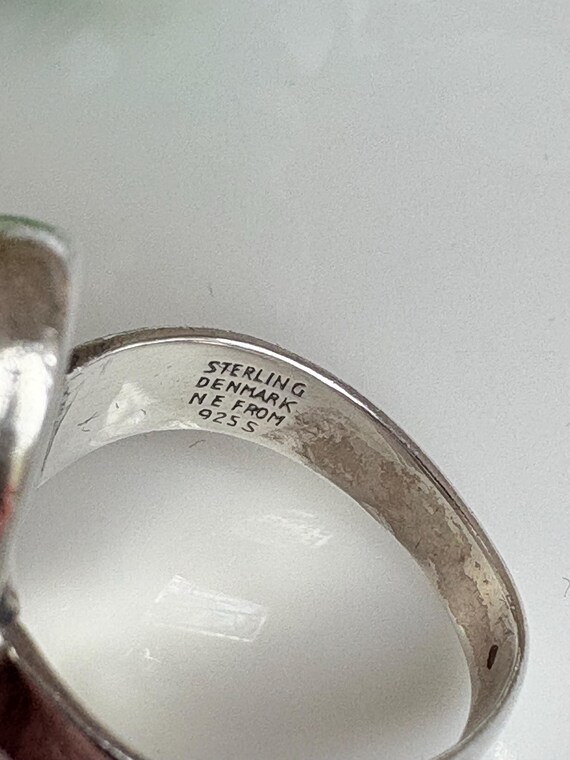 STERLING
DENMARK
N E FROM
925 S